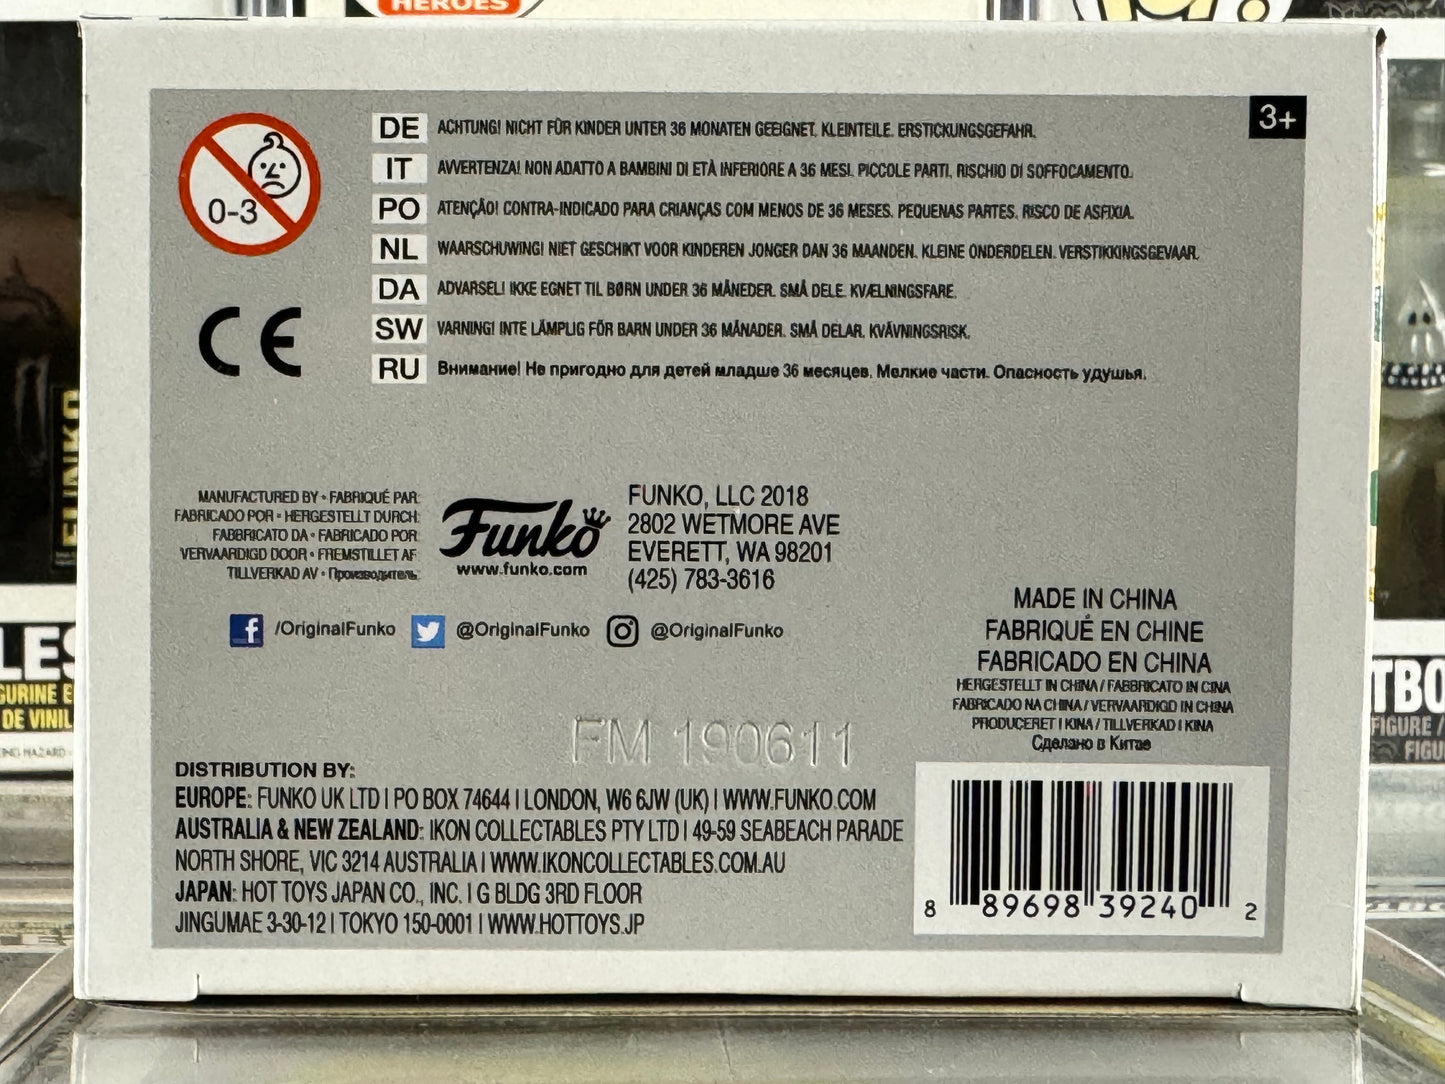 HEROES
3+
0-3
DE ACHTUNG! NICHT FÜR KINDER UNTER 36 MONATEN GEEIGNET. KLEINTEILE. ERSTICKUNGSGEFAHR.
IT AVVERTENZA! NON ADATTO A BAMBINI DI ETÀ INFERIORE A 36 MESI. PICCOLE PARTI. RISCHIO DI SOFFOCAMENTO.
PO ATENÇÃO! CONTRA-INDICADO PARA CRIANÇAS COM MENOS DE 36 MESES. PEQUENAS PARTES. RISCO DE ASFIXIA.
NL WAARSCHUWING! NIET GESCHIKT VOOR KINDEREN JONGER DAN 36 MAANDEN. KLEINE ONDERDELEN. VERSTIKKINGSGEVAAR.
DA ADVARSEL! IKKE EGNET TIL BØRN UNDER 36 MÅNEDER. SMÅ DELE. KVÆLNINGSFARE.
SW VARNING! INTE LÄMPLIG FÖR BARN UNDER 36 MÅNADER. SMÅ DELAR. KVÄVNINGSRISK.
RU Внимание! Не пригодно для детей младше 36 месяцев. Мелкие части. Опасность удушья.
CE
MANUFACTURED BY • FABRIQUÉ PAR:
FABRICADO POR • HERGESTELLT DURCH:
FABBRICATO DA • FABRICADO POR:
VERVAARDIGD DOOR • FREMSTILLET AF:
TILLVERKAD AV • Производитель:
Funko
www.funko.com
FUNKO, LLC 2018
2802 WETMORE AVE
EVERETT, WA 98201
(425) 783-3616
/OriginalFunko @OriginalFunko @OriginalFunko
MADE IN CHINA
FABRIQUÉ EN CHINE
FABRICADO EN CHINA
HERGESTELLT IN CHINA / FABBRICATO IN CINA
FABRICADO NA CHINA / VERVAARDIGD IN CHINA
PRODUCERET I KINA / TILLVERKAD I KINA
Сделано в Китае
FM 190611
DISTRIBUTION BY:
EUROPE: FUNKO UK LTD | PO BOX 74644 | LONDON, W6 6JW (UK) | WWW.FUNKO.COM
AUSTRALIA & NEW ZEALAND: IKON COLLECTABLES PTY LTD | 49-59 SEABEACH PARADE
NORTH SHORE, VIC 3214 AUSTRALIA | WWW.IKONCOLLECTABLES.COM.AU
JAPAN: HOT TOYS JAPAN CO., INC. | G BLDG 3RD FLOOR
JINGUMAE 3-30-12 | TOKYO 150-0001 | WWW.HOTTOYS.JP
8 89698 39240 2
FUNKO
DE VINIL
FIGURE /